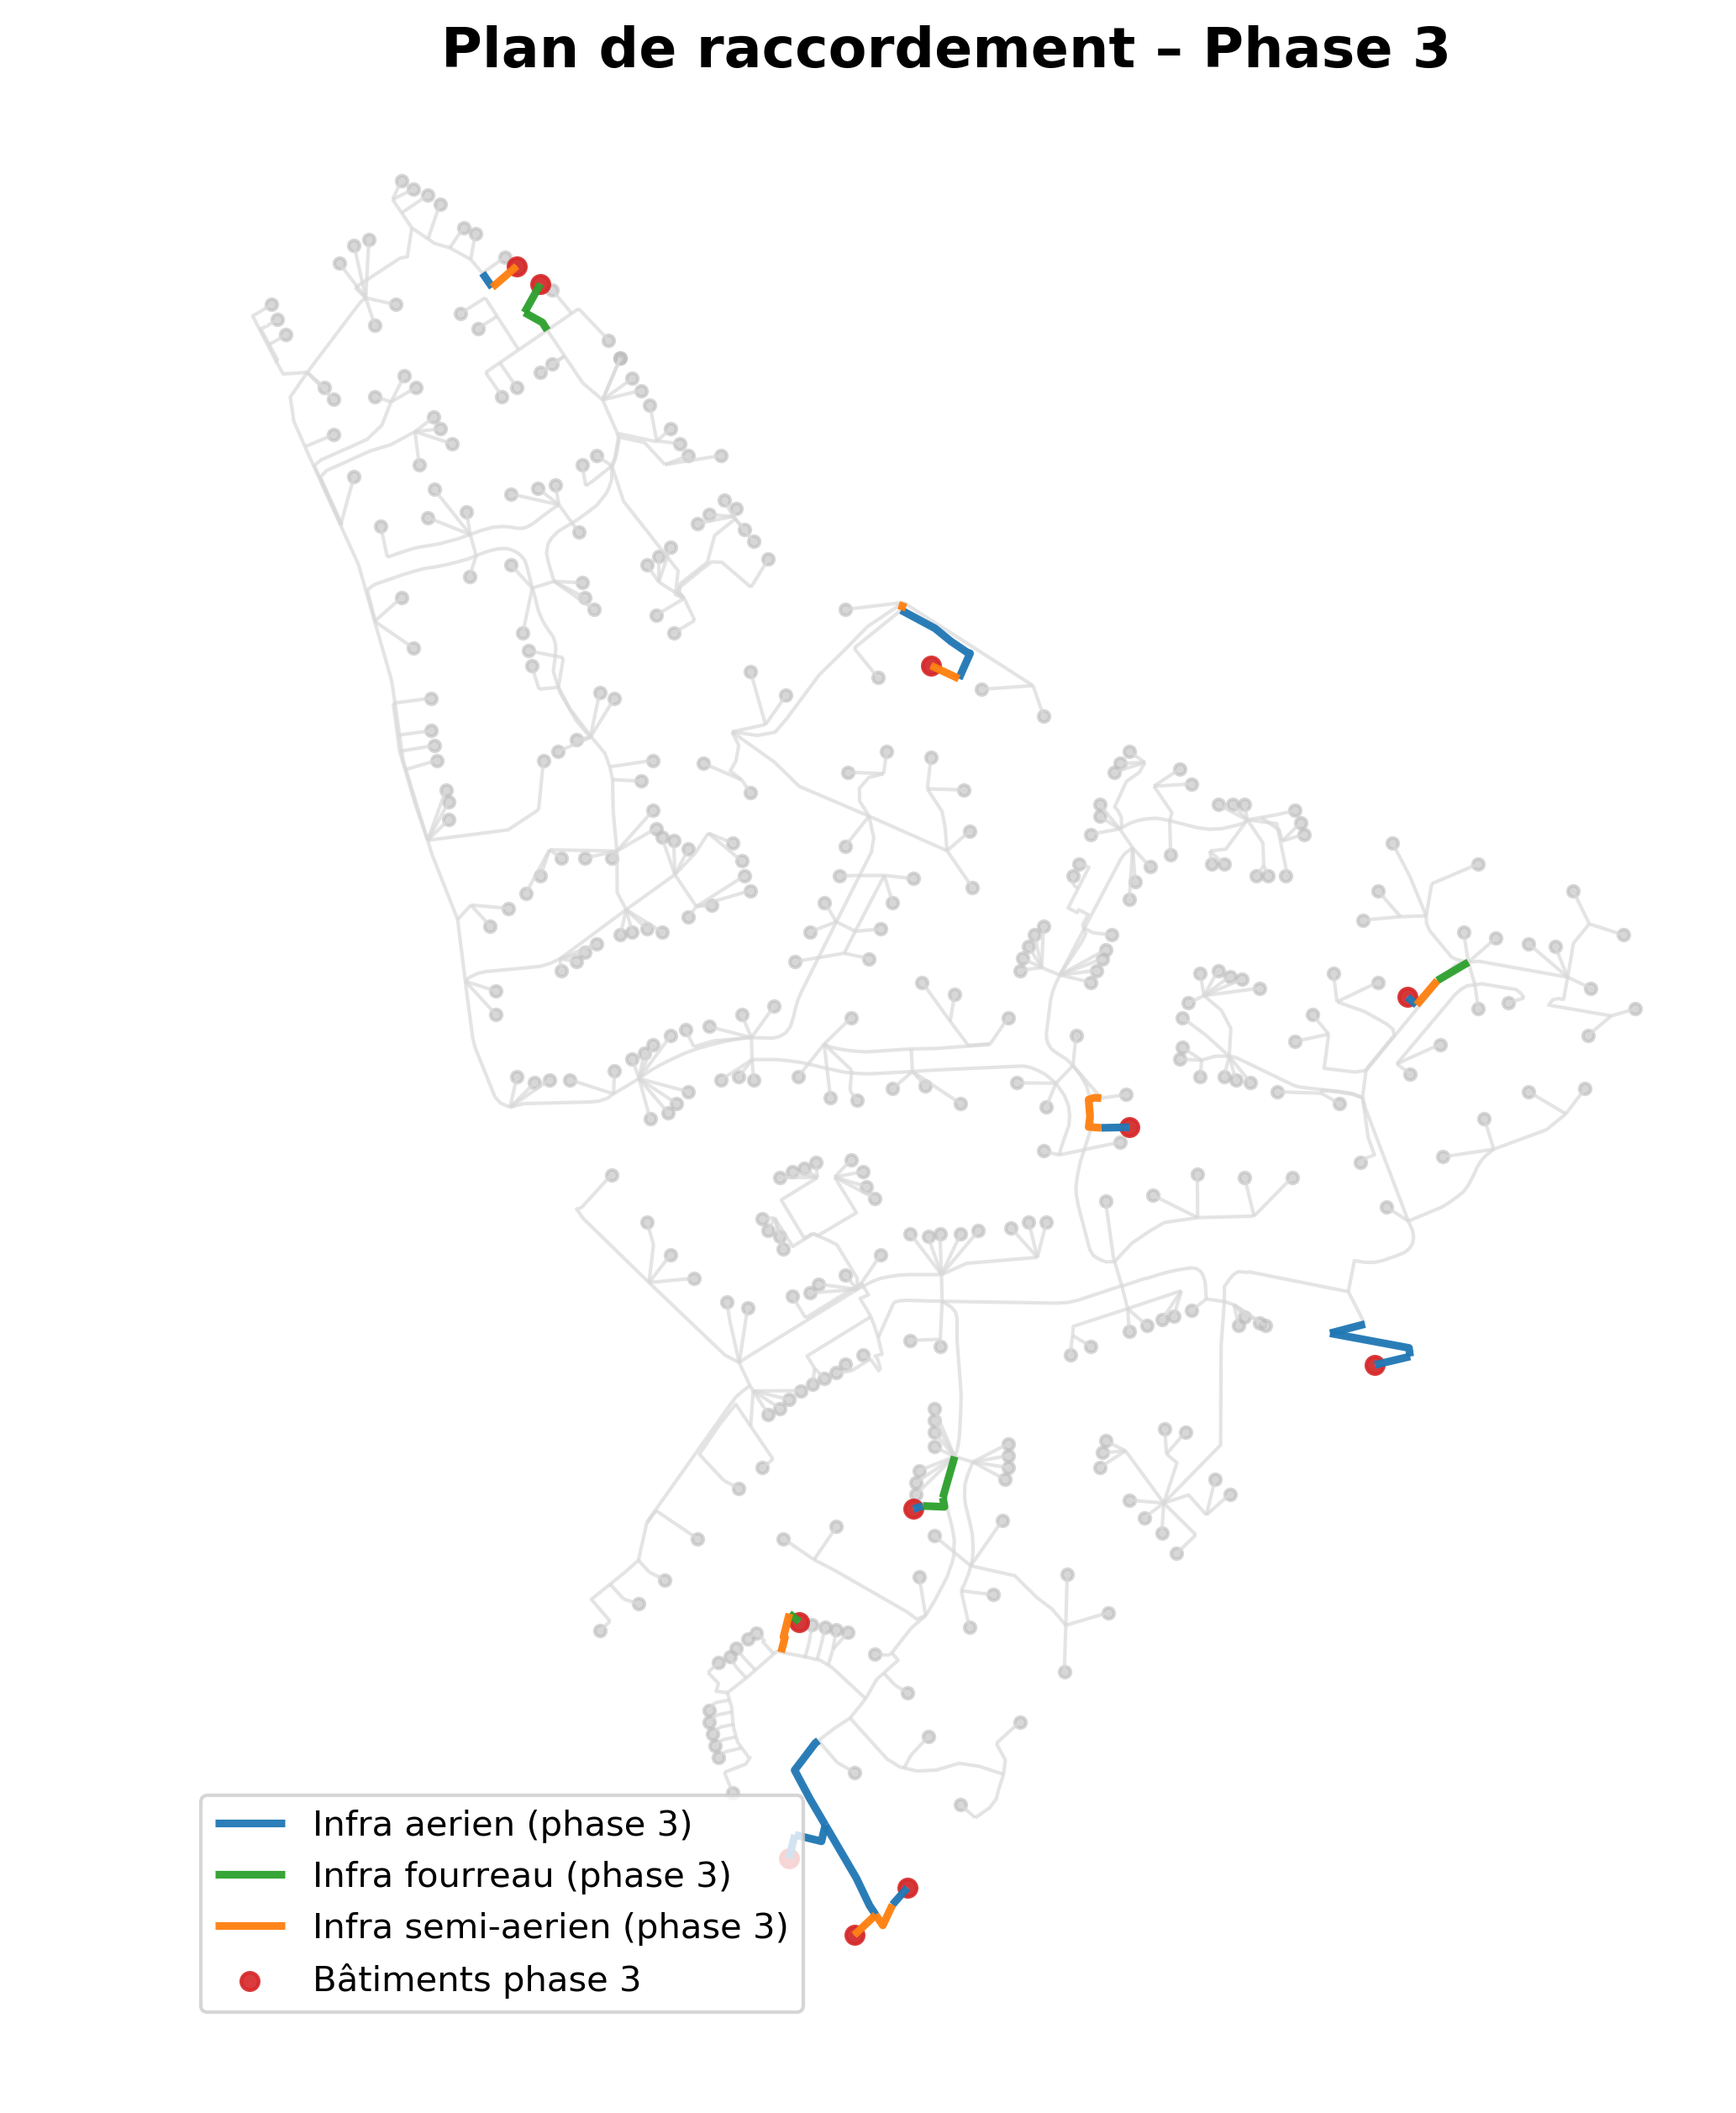 Plan de raccordement – Phase 3
Infra aerien (phase 3)
Infra fourreau (phase 3)
Infra semi-aerien (phase 3)
Bâtiments phase 3